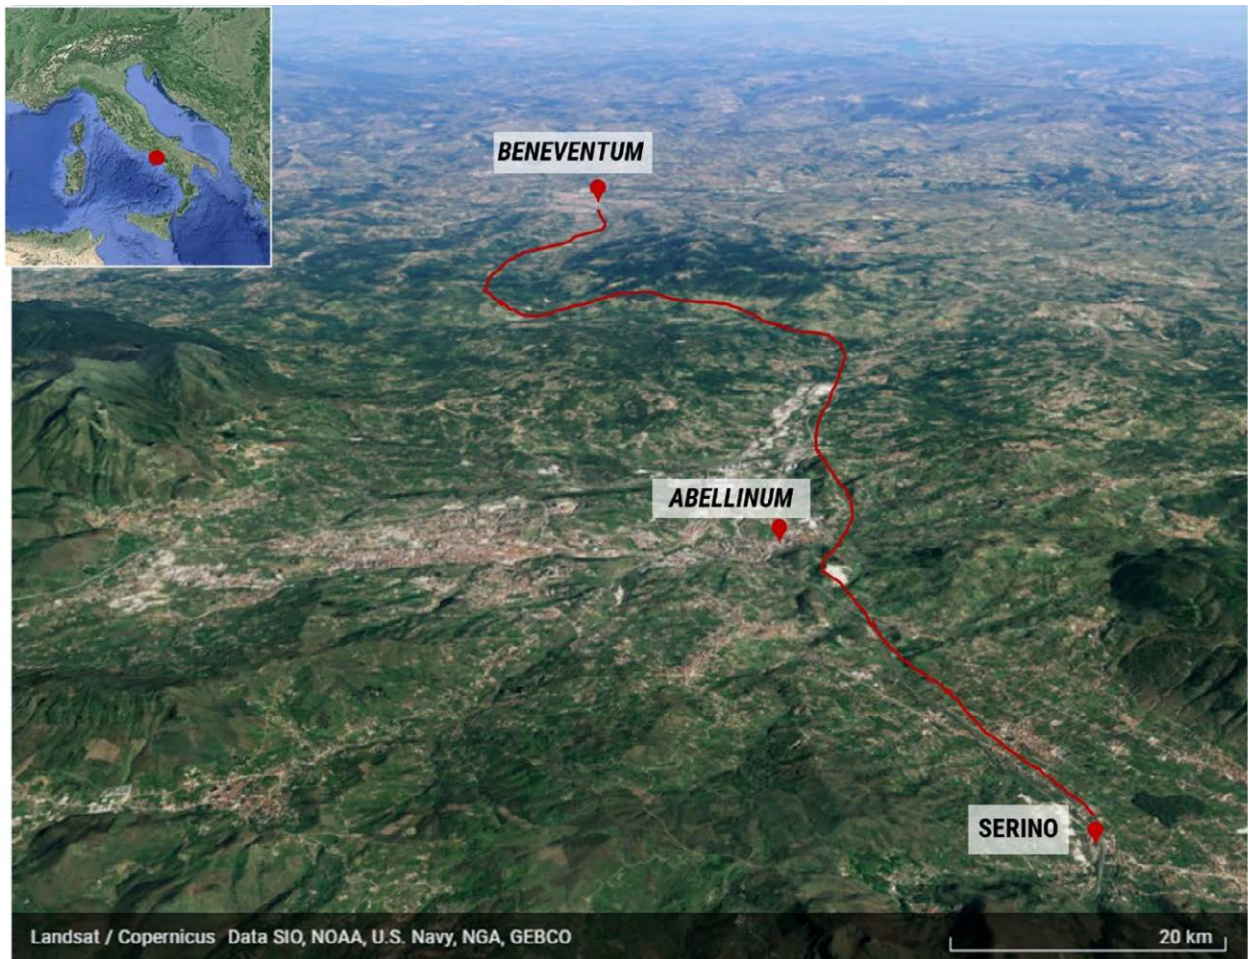 BENEVENTUM
ABELLINUM
SERINO
Landsat / Copernicus Data SIO, NOAA, U.S. Navy, NGA, GEBCO
20 km